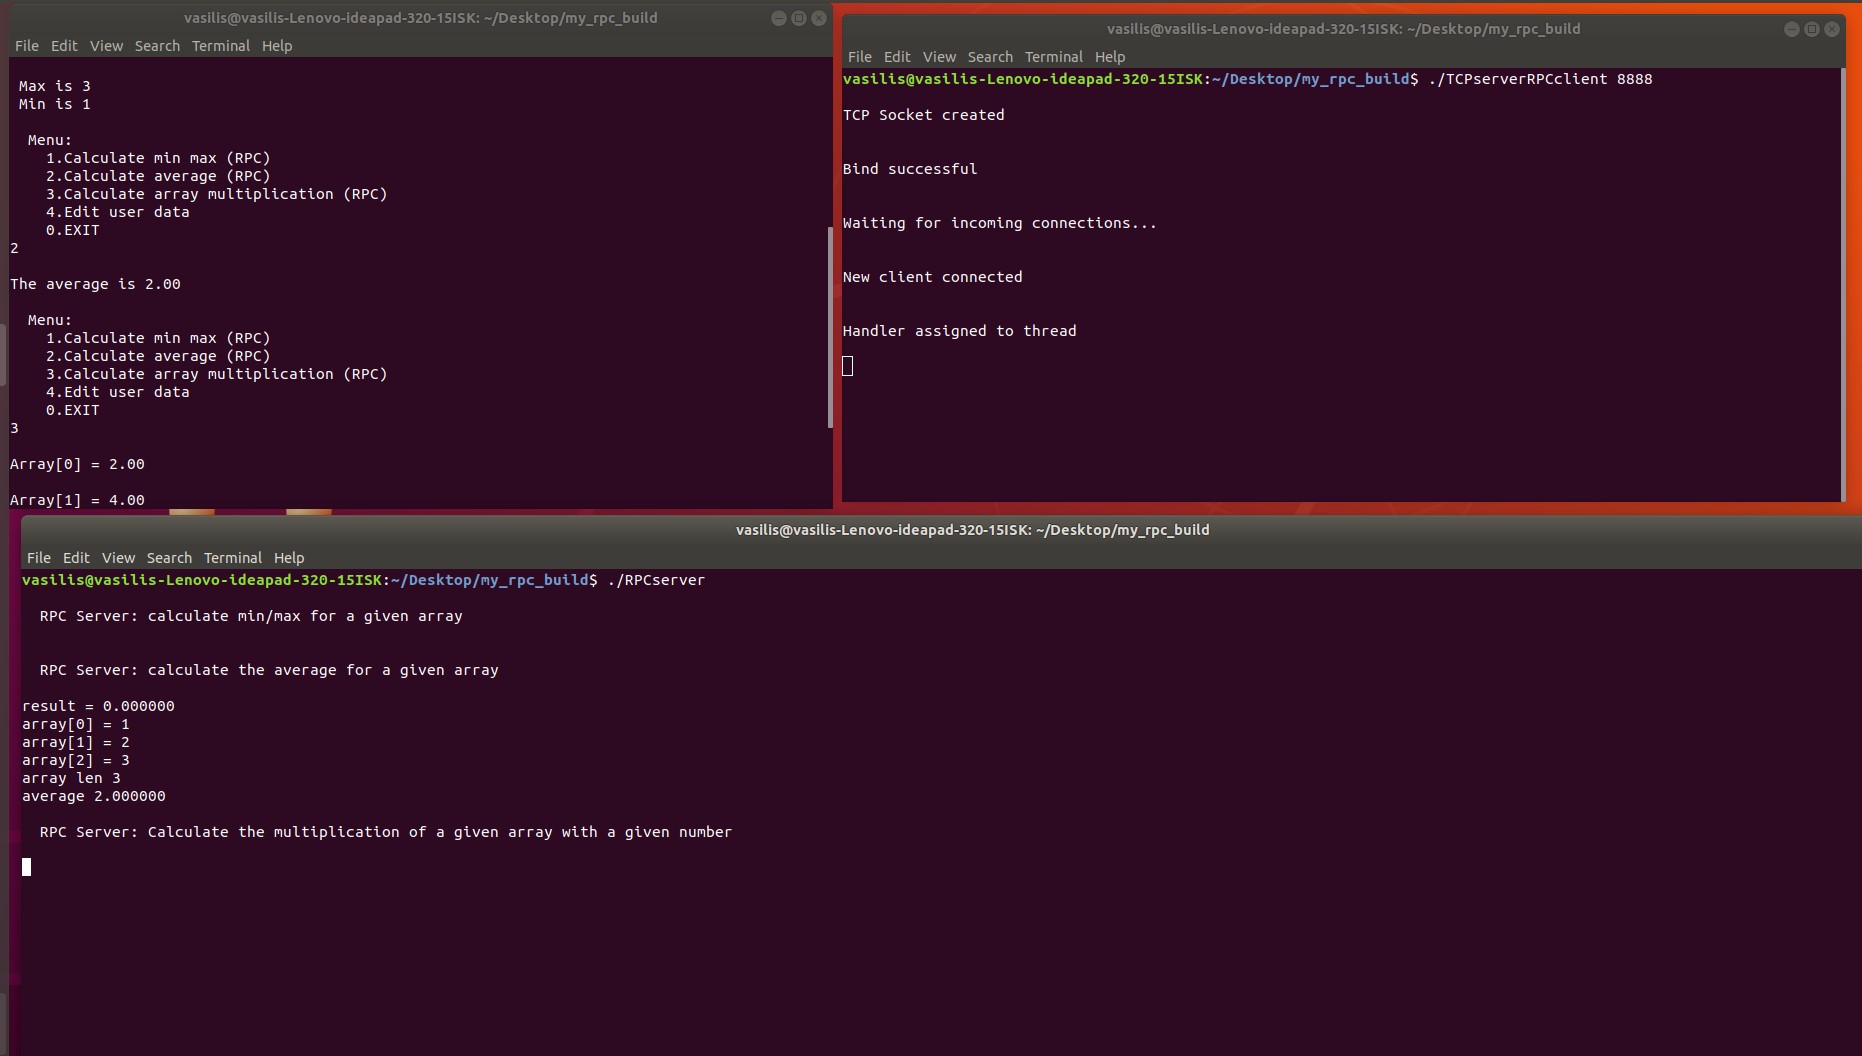 vasilis@vasilis-Lenovo-ideapad-320-15ISK: ~/Desktop/my_rpc_build
File Edit View Search Terminal Help
Max is 3
Min is 1
Menu:
1.Calculate min max (RPC)
2.Calculate average (RPC)
3.Calculate array multiplication (RPC)
4.Edit user data
0.EXIT
2
The average is 2.00
Menu:
1.Calculate min max (RPC)
2.Calculate average (RPC)
3.Calculate array multiplication (RPC)
4.Edit user data
0.EXIT
3
Array[0] = 2.00
Array[1] = 4.00
vasilis@vasilis-Lenovo-ideapad-320-15ISK: ~/Desktop/my_rpc_build
File Edit View Search Terminal Help
vasilis@vasilis-Lenovo-ideapad-320-15ISK:~/Desktop/my_rpc_build$ ./TCPserverRPCclient 8888
TCP Socket created
Bind successful
Waiting for incoming connections...
New client connected
Handler assigned to thread
vasilis@vasilis-Lenovo-ideapad-320-15ISK: ~/Desktop/my_rpc_build
File Edit View Search Terminal Help
vasilis@vasilis-Lenovo-ideapad-320-15ISK:~/Desktop/my_rpc_build$ ./RPCserver
RPC Server: calculate min/max for a given array
RPC Server: calculate the average for a given array
result = 0.000000
array[0] = 1
array[1] = 2
array[2] = 3
array len 3
average 2.000000
RPC Server: Calculate the multiplication of a given array with a given number